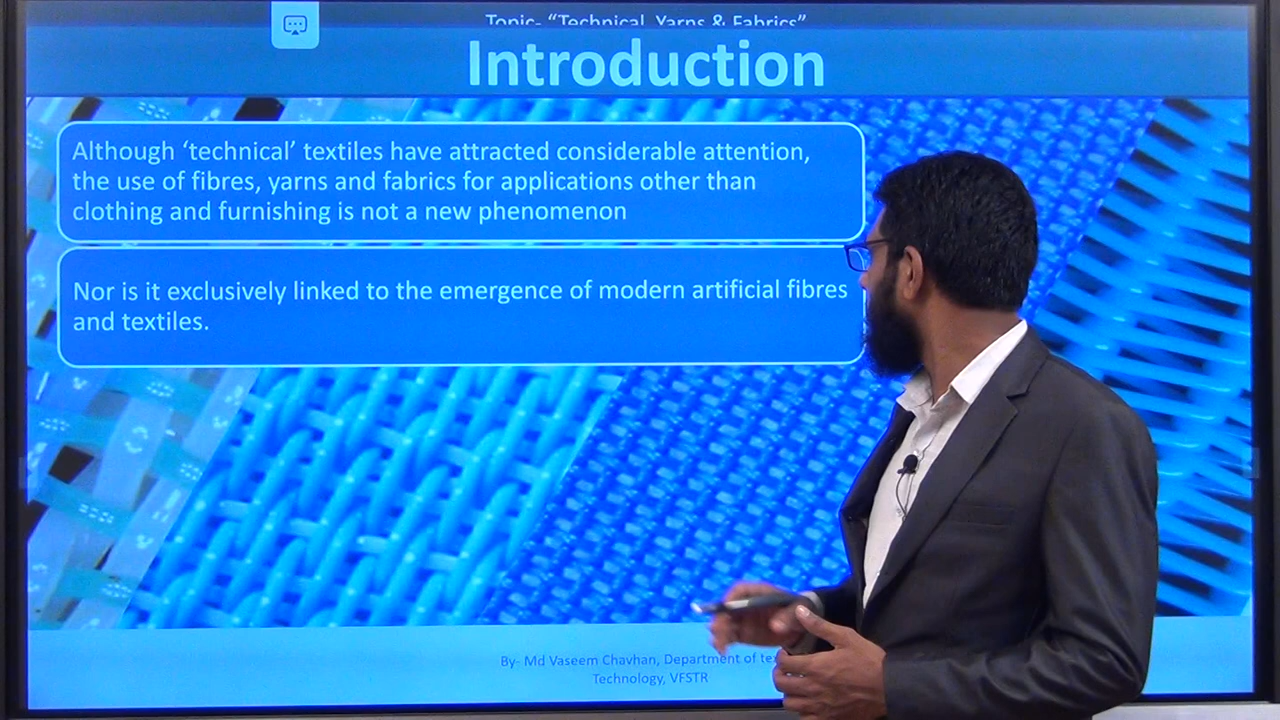 Topic- “Technical Yarns & Fabrics”
Introduction
Although ‘technical’ textiles have attracted considerable attention,
the use of fibres, yarns and fabrics for applications other than
clothing and furnishing is not a new phenomenon
Nor is it exclusively linked to the emergence of modern artificial fibres
and textiles.
By- Md Vaseem Chavhan, Department of
Technology, VFSTR